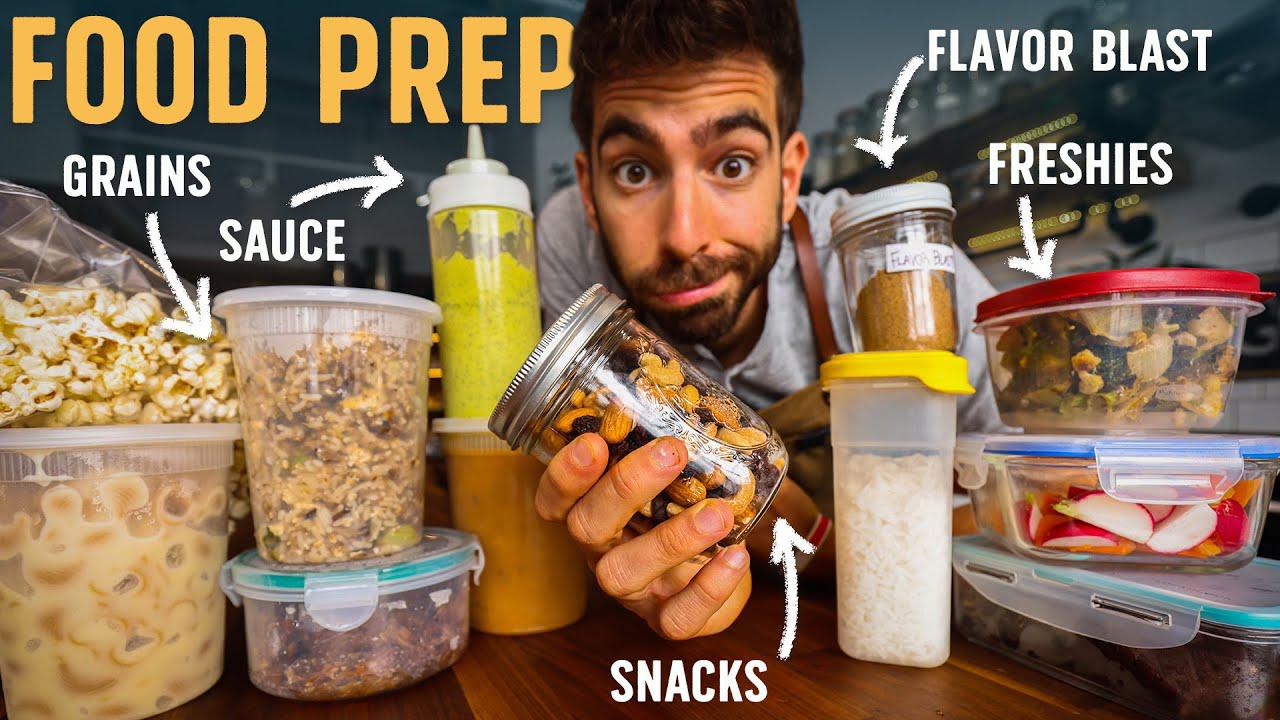 FOOD PREP
FLAVOR BLAST
GRAINS
FRESHIES
SAUCE
FLAVOR BLAST
SNACKS